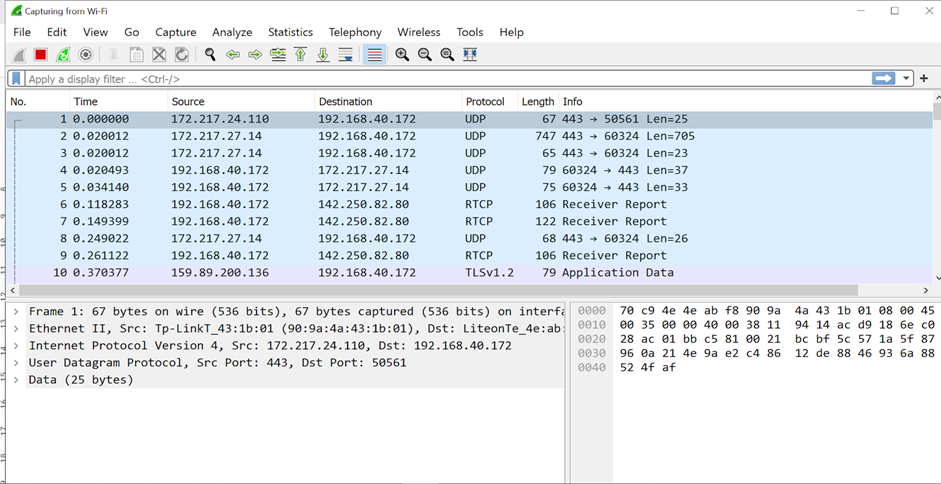 Capturing from Wi-Fi
File Edit View Go Capture Analyze Statistics Telephony Wireless Tools Help
Apply a display filter ... <Ctrl-/>
No. Time Source Destination Protocol Length Info
1 0.000000 172.217.24.110 192.168.40.172 UDP 67 443 → 50561 Len=25
2 0.020012 172.217.27.14 192.168.40.172 UDP 747 443 → 60324 Len=705
3 0.020012 172.217.27.14 192.168.40.172 UDP 65 443 → 60324 Len=23
4 0.020493 192.168.40.172 172.217.27.14 UDP 79 60324 → 443 Len=37
5 0.034140 192.168.40.172 172.217.27.14 UDP 75 60324 → 443 Len=33
6 0.118283 192.168.40.172 142.250.82.80 RTCP 106 Receiver Report
7 0.149399 192.168.40.172 142.250.82.80 RTCP 122 Receiver Report
8 0.249022 172.217.27.14 192.168.40.172 UDP 68 443 → 60324 Len=26
9 0.261122 192.168.40.172 142.250.82.80 RTCP 106 Receiver Report
10 0.370377 159.89.200.136 192.168.40.172 TLSv1.2 79 Application Data
Frame 1: 67 bytes on wire (536 bits), 67 bytes captured (536 bits) on interfa
Ethernet II, Src: Tp-LinkT_43:1b:01 (90:9a:4a:43:1b:01), Dst: LiteonTe_4e:ab:
Internet Protocol Version 4, Src: 172.217.24.110, Dst: 192.168.40.172
User Datagram Protocol, Src Port: 443, Dst Port: 50561
Data (25 bytes)
0000 70 c9 4e 4e ab f8 90 9a 4a 43 1b 01 08 00 45
0010 00 35 00 00 40 00 38 11 94 14 ac d9 18 6e c0
0020 28 ac 01 bb c5 81 00 21 bc bf 5c 57 1a 5f 87
0030 96 0a 21 4e 9a e2 c4 86 12 de 88 46 93 6a 88
0040 52 4f af